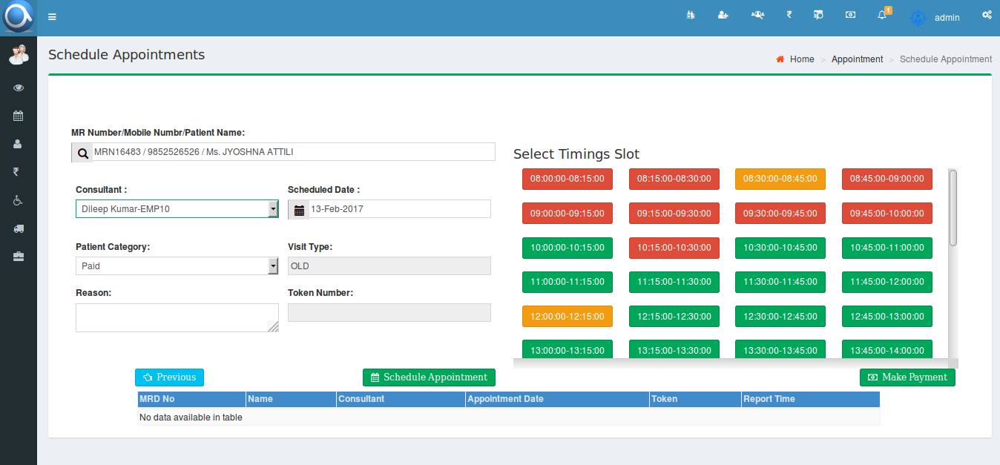 1
admin
Schedule Appointments
Home > Appointment > Schedule Appointment
MR Number/Mobile Numbr/Patient Name:
MRN16483 / 9852526526 / Ms. JYOSHNA ATTILI
Consultant :
Scheduled Date :
Dileep Kumar-EMP10
13-Feb-2017
Patient Category:
Visit Type:
Paid
OLD
Reason:
Token Number:
Select Timings Slot
08:00:00-08:15:00 08:15:00-08:30:00 08:30:00-08:45:00 08:45:00-09:00:00
09:00:00-09:15:00 09:15:00-09:30:00 09:30:00-09:45:00 09:45:00-10:00:00
10:00:00-10:15:00 10:15:00-10:30:00 10:30:00-10:45:00 10:45:00-11:00:00
11:00:00-11:15:00 11:15:00-11:30:00 11:30:00-11:45:00 11:45:00-12:00:00
12:00:00-12:15:00 12:15:00-12:30:00 12:30:00-12:45:00 12:45:00-13:00:00
13:00:00-13:15:00 13:15:00-13:30:00 13:30:00-13:45:00 13:45:00-14:00:00
Previous
Schedule Appointment
Make Payment
MRD No Name Consultant Appointment Date Token Report Time
No data available in table